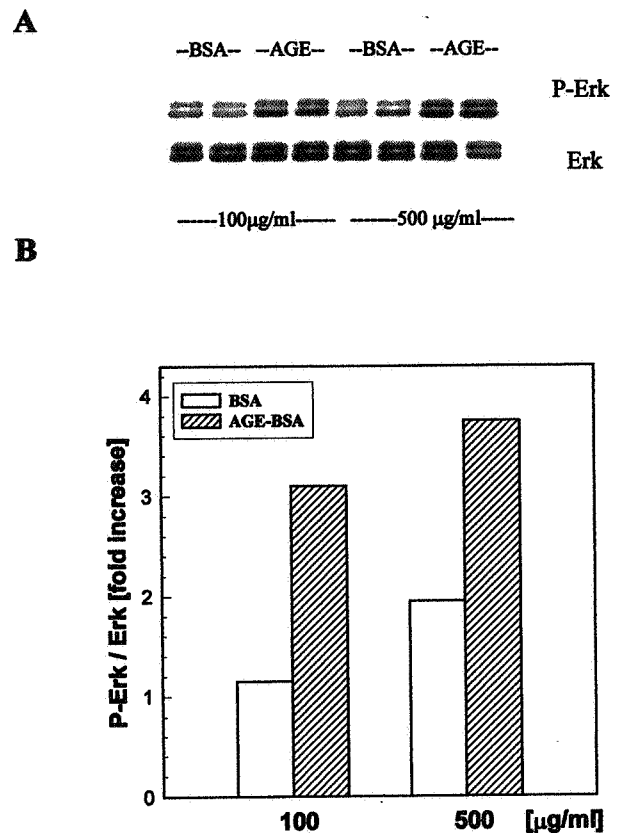 A
--BSA-- --AGE-- --BSA-- --AGE--
P-Erk
Erk
------100µg/ml------ -------500 µg/ml------
B
4
3
2
1
0
P-Erk / Erk [fold increase]
BSA
AGE-BSA
100 500 [µg/ml]